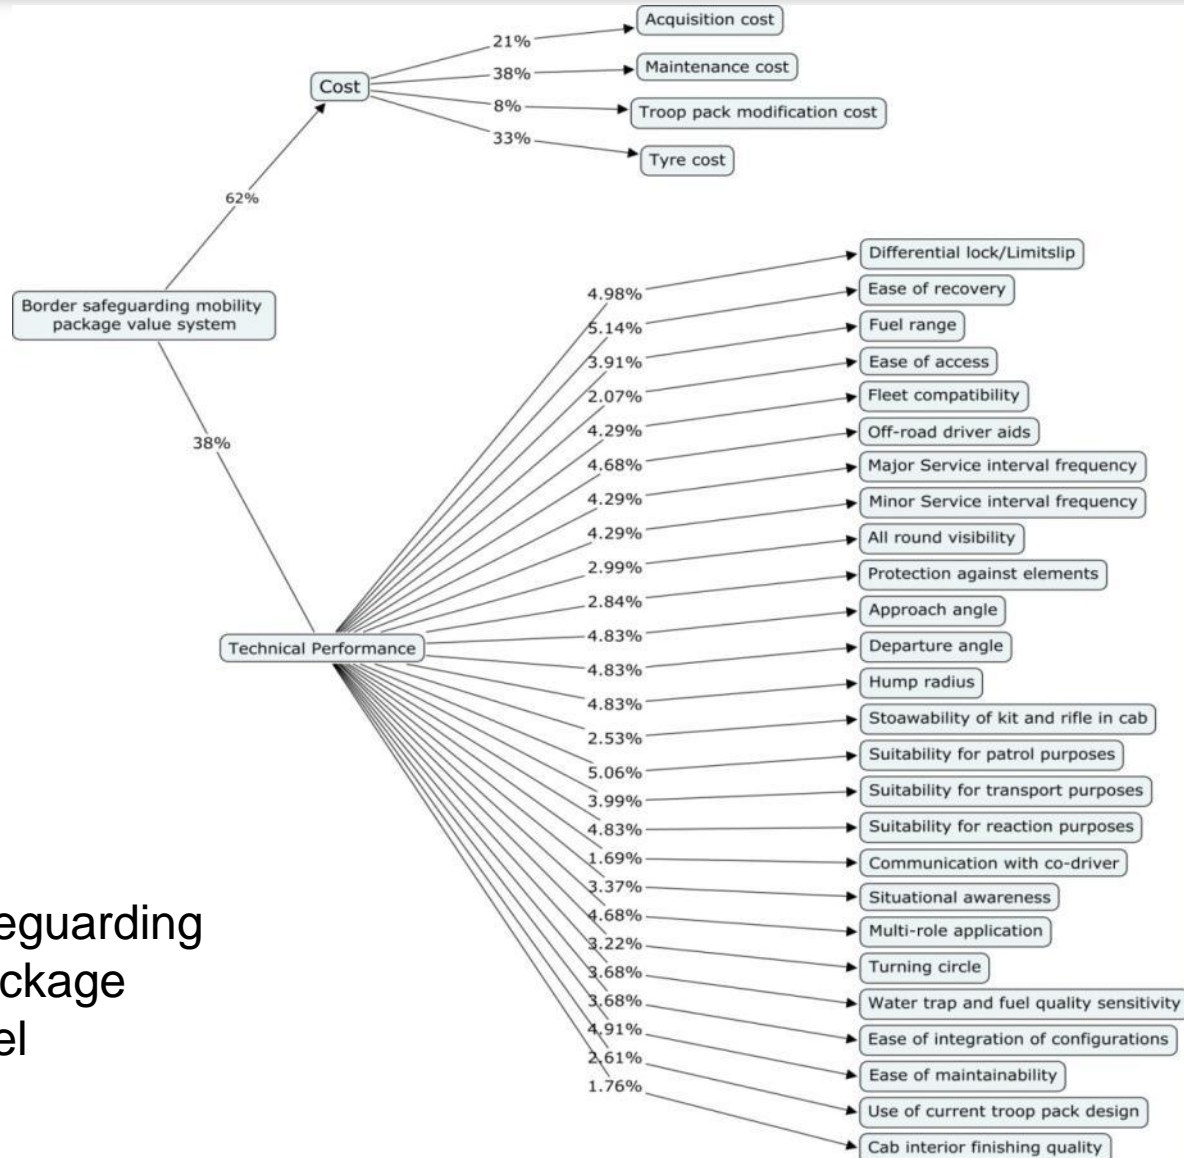 Acquisition cost
21%
Maintenance cost
38%
Cost
8%
Troop pack modification cost
33%
Tyre cost
62%
Border safeguarding mobility
package value system
38%
Technical Performance
4.98%
Differential lock/Limitslip
5.14%
Ease of recovery
3.91%
Fuel range
2.07%
Ease of access
4.29%
Fleet compatibility
4.68%
Off-road driver aids
4.29%
Major Service interval frequency
4.29%
Minor Service interval frequency
2.99%
All round visibility
2.84%
Protection against elements
4.83%
Approach angle
4.83%
Departure angle
4.83%
Hump radius
2.53%
Stoawability of kit and rifle in cab
5.06%
Suitability for patrol purposes
3.99%
Suitability for transport purposes
4.83%
Suitability for reaction purposes
1.69%
Communication with co-driver
3.37%
Situational awareness
4.68%
Multi-role application
3.22%
Turning circle
3.68%
Water trap and fuel quality sensitivity
3.68%
Ease of integration of configurations
4.91%
Ease of maintainability
2.61%
Use of current troop pack design
1.76%
Cab interior finishing quality
eguarding
ckage
el